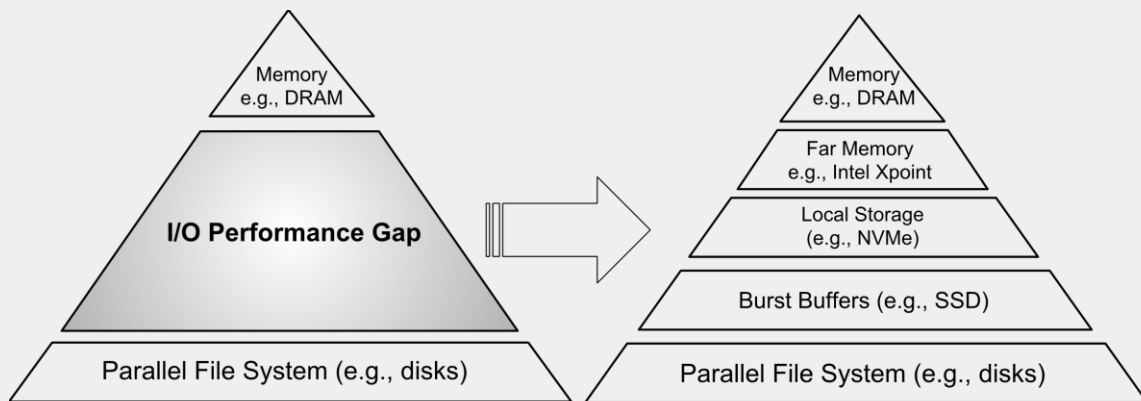 Memory
e.g., DRAM
I/O Performance Gap
Parallel File System (e.g., disks)
Memory
e.g., DRAM
Far Memory
e.g., Intel Xpoint
Local Storage
(e.g., NVMe)
Burst Buffers (e.g., SSD)
Parallel File System (e.g., disks)